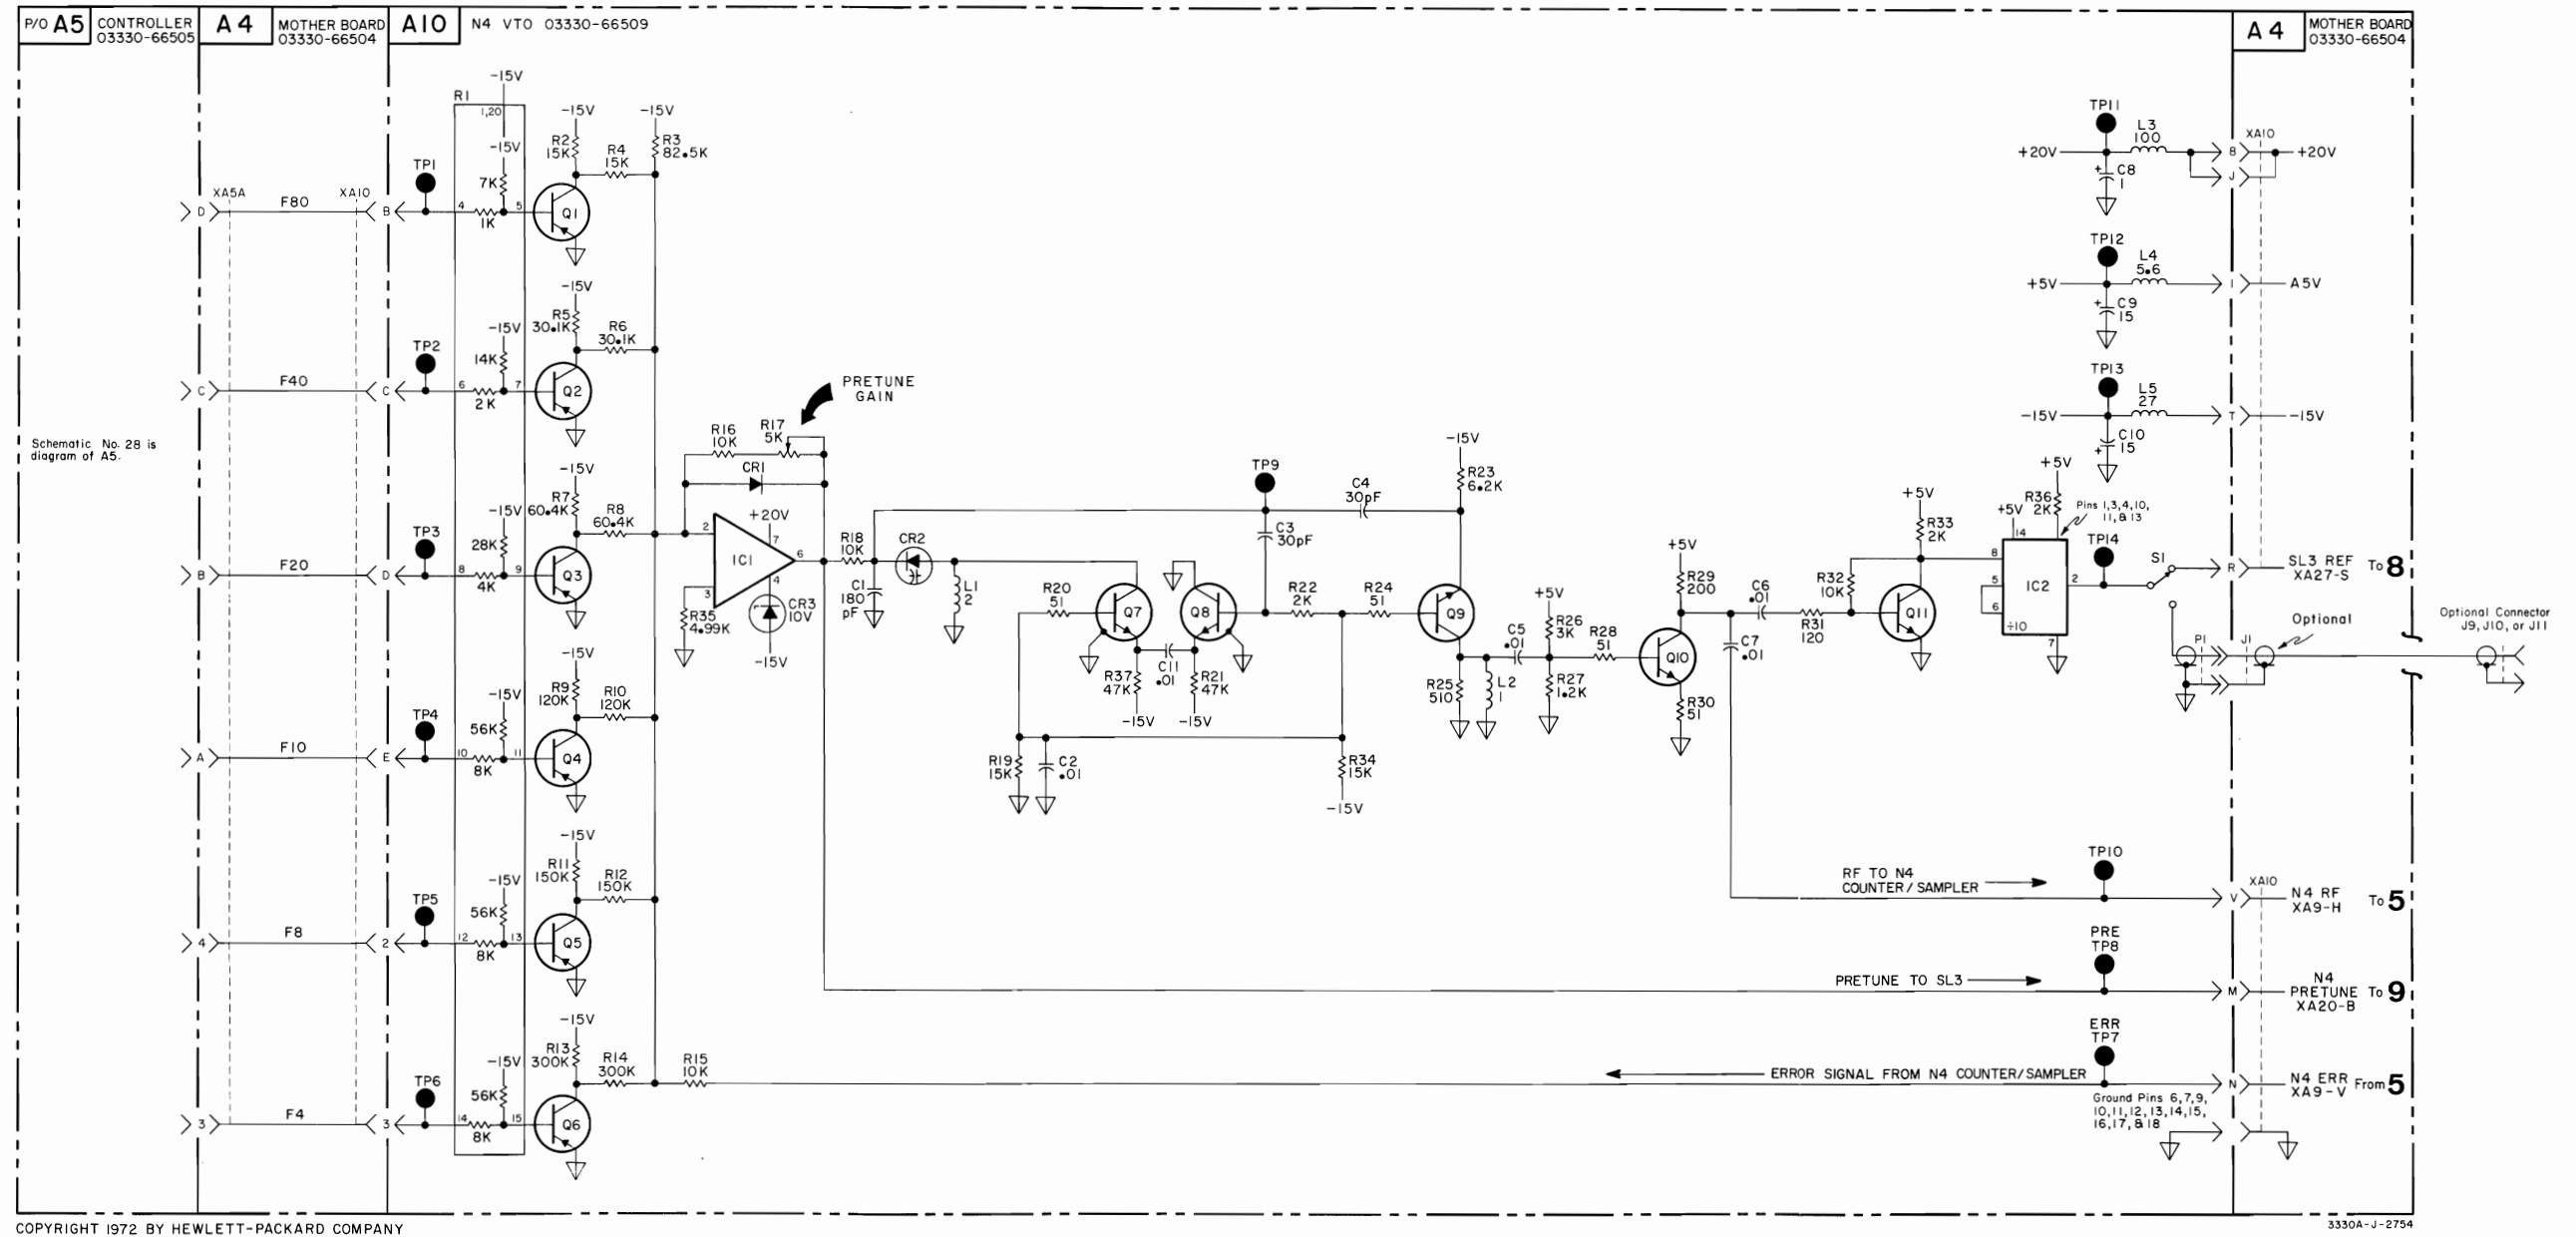 P/O A5 CONTROLLER
03330-66505
A4 MOTHER BOARD
03330-66504
A10 N4 VTO 03330-66509
A4 MOTHER BOARD
03330-66504
Schematic No. 28 is
diagram of A5.
XA5A
XA10
D F80 B
C F40 C
B F20 D
A F10 E
4 F8 2
3 F4 3
TP1
TP2
TP3
TP4
TP5
TP6
R1
-15V
1,20
-15V
7K
4
1K
5
-15V
R2
15K
R4
15K
-15V
R3
82.5K
Q1
-15V
14K
6
2K
7
-15V
R5
30.1K
R6
30.1K
Q2
-15V
28K
8
4K
9
-15V
R7
60.4K
R8
60.4K
Q3
-15V
56K
10
8K
11
-15V
R9
120K
R10
120K
Q4
-15V
56K
12
8K
13
-15V
R11
150K
R12
150K
Q5
-15V
56K
14
8K
15
-15V
R13
300K
R14
300K
R15
10K
Q6
PRETUNE
GAIN
R16
10K
R17
5K
CR1
+20V
2
7
IC1
6
4
3
R35
4.99K
CR3
10V
-15V
R18
10K
C1
180
pF
CR2
L1
2
R20
51
Q7
Q8
R37
47K
C11
.01
R21
47K
-15V
-15V
R19
15K
C2
.01
TP9
C3
30pF
C4
30pF
R22
2K
R24
51
R34
15K
-15V
-15V
R23
6.2K
Q9
R25
510
L2
1
C5
.01
+5V
R26
3K
R27
1.2K
R28
51
+5V
R29
200
Q10
R30
51
C6
.01
C7
.01
R31
120
R32
10K
+5V
R33
2K
Q11
+5V
R36
2K
Pins 1,3,4,10,
11,&13
+5V
14
8
5
6
IC2
÷10
2
7
TP14
S1
TP11
L3
100
+20V
C8
1
8
J
XA10
+20V
TP12
L4
5.6
+5V
C9
15
1
A5V
TP13
L5
27
-15V
C10
15
T
-15V
R
SL3 REF
XA27-S
To 8
P1
J1
Optional
Optional Connector
J9, J10, or J11
RF TO N4
COUNTER/SAMPLER
TP10
V
XA10
N4 RF
XA9-H
To 5
PRETUNE TO SL3
PRE
TP8
M
N4
PRETUNE
XA20-B
To 9
ERROR SIGNAL FROM N4 COUNTER/SAMPLER
ERR
TP7
N
N4 ERR
XA9-V
From 5
Ground Pins 6,7,9,
10,11,12,13,14,15,
16,17,&18
COPYRIGHT 1972 BY HEWLETT-PACKARD COMPANY
3330A-J-2754